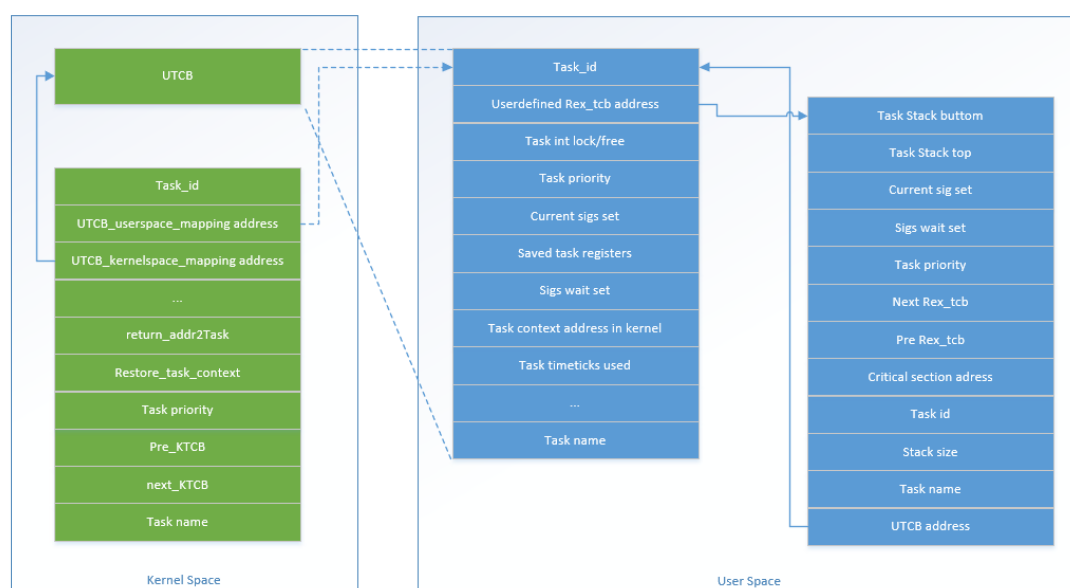 UTCB
Task_id
UTCB_userspace_mapping address
UTCB_kernelspace_mapping address
...
return_addr2Task
Restore_task_context
Task priority
Pre_KTCB
next_KTCB
Task name
Kernel Space
Task_id
Userdefined Rex_tcb address
Task int lock/free
Task priority
Current sigs set
Saved task registers
Sigs wait set
Task context address in kernel
Task timeticks used
...
Task name
Task Stack buttom
Task Stack top
Current sig set
Sigs wait set
Task priority
Next Rex_tcb
Pre Rex_tcb
Critical section adress
Task id
Stack size
Task name
UTCB address
User Space